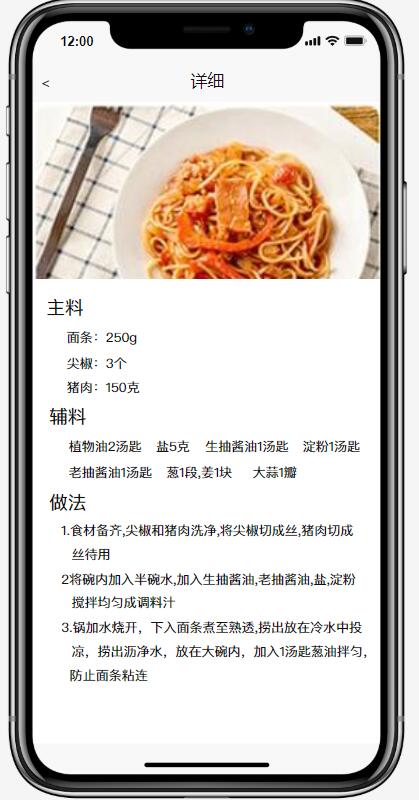 12:00
< 详细
主料
面条：250g
尖椒：3个
猪肉：150克
辅料
植物油2汤匙 盐5克 生抽酱油1汤匙 淀粉1汤匙
老抽酱油1汤匙 葱1段,姜1块 大蒜1瓣
做法
1.食材备齐,尖椒和猪肉洗净,将尖椒切成丝,猪肉切成
丝待用
2将碗内加入半碗水,加入生抽酱油,老抽酱油,盐,淀粉
搅拌均匀成调料汁
3.锅加水烧开，下入面条煮至熟透,捞出放在冷水中投
凉，捞出沥净水，放在大碗内，加入1汤匙葱油拌匀，
防止面条粘连